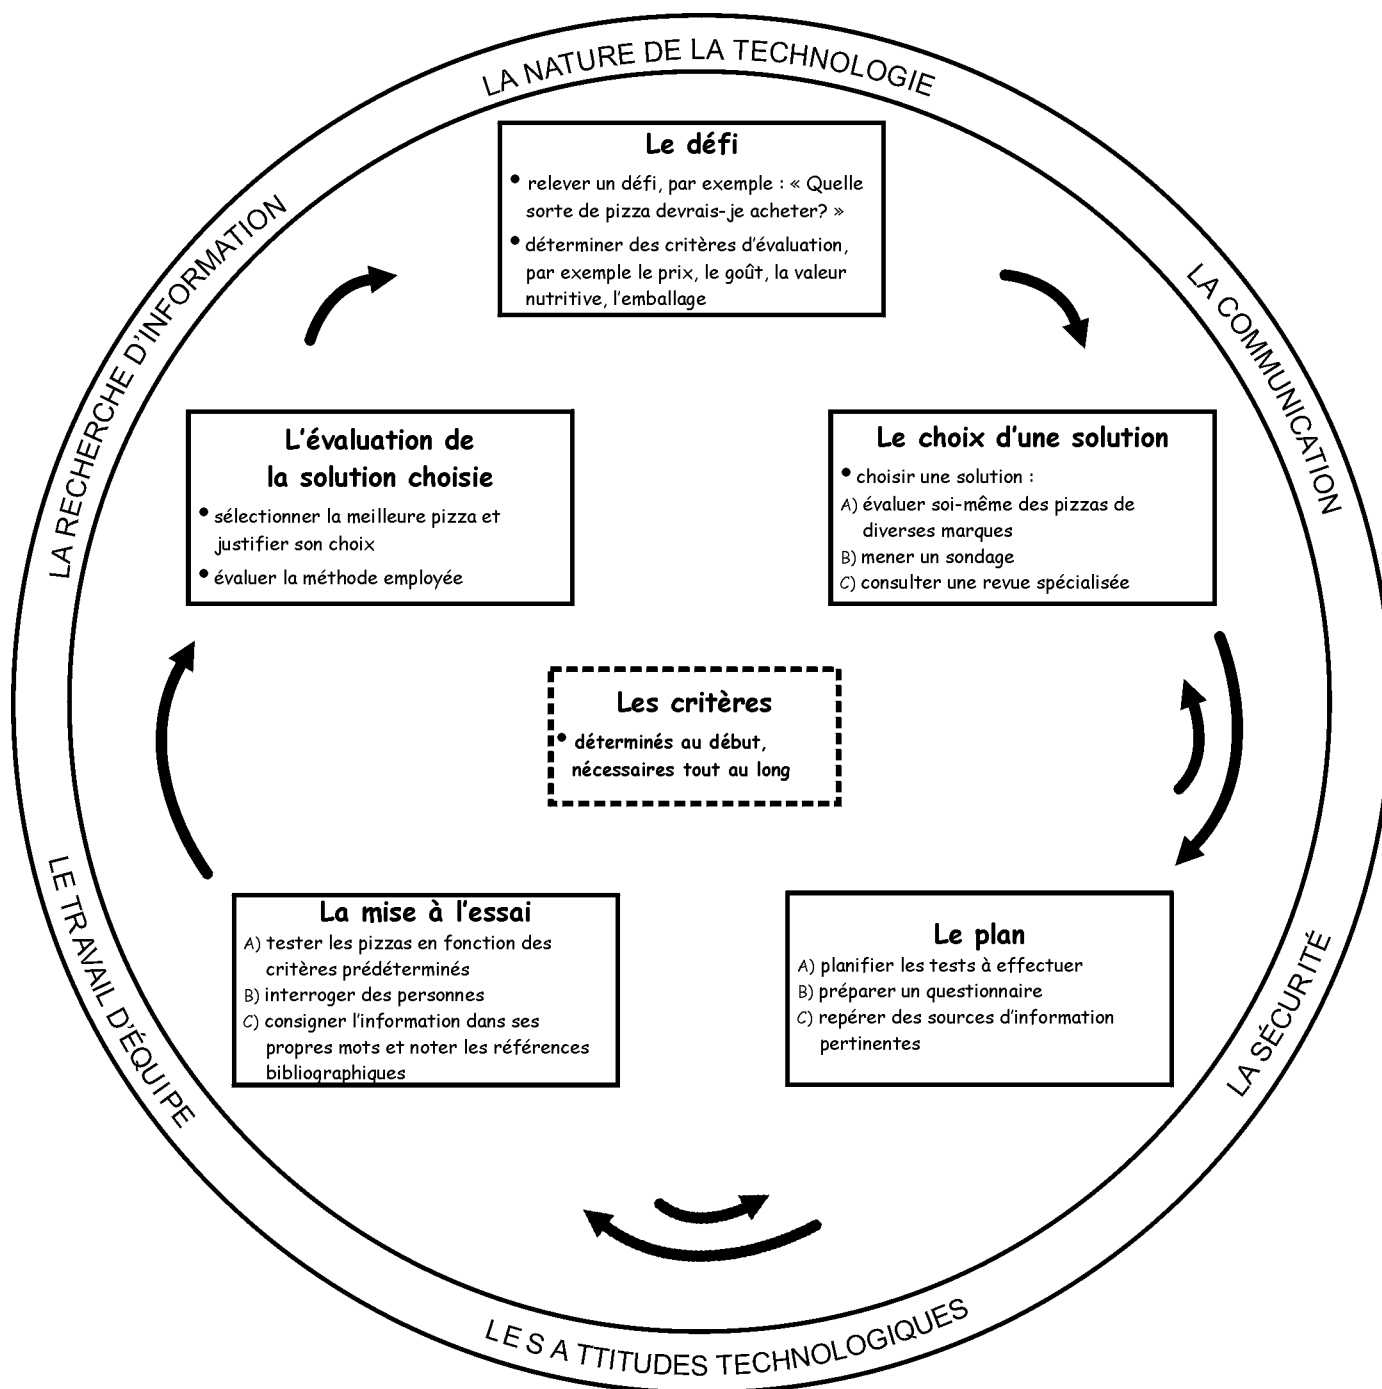 LA NATURE DE LA TECHNOLOGIE
LA COMMUNICATION
LA SÉCURITÉ
LES ATTITUDES TECHNOLOGIQUES
LE TRAVAIL D'ÉQUIPE
LA RECHERCHE D'INFORMATION
Le défi
• relever un défi, par exemple : « Quelle
sorte de pizza devrais-je acheter? »
• déterminer des critères d'évaluation,
par exemple le prix, le goût, la valeur
nutritive, l'emballage
Le choix d'une solution
• choisir une solution :
A) évaluer soi-même des pizzas de
diverses marques
B) mener un sondage
C) consulter une revue spécialisée
Le plan
A) planifier les tests à effectuer
B) préparer un questionnaire
C) repérer des sources d'information
pertinentes
La mise à l'essai
A) tester les pizzas en fonction des
critères prédéterminés
B) interroger des personnes
C) consigner l'information dans ses
propres mots et noter les références
bibliographiques
L'évaluation de
la solution choisie
• sélectionner la meilleure pizza et
justifier son choix
• évaluer la méthode employée
Les critères
• déterminés au début,
nécessaires tout au long